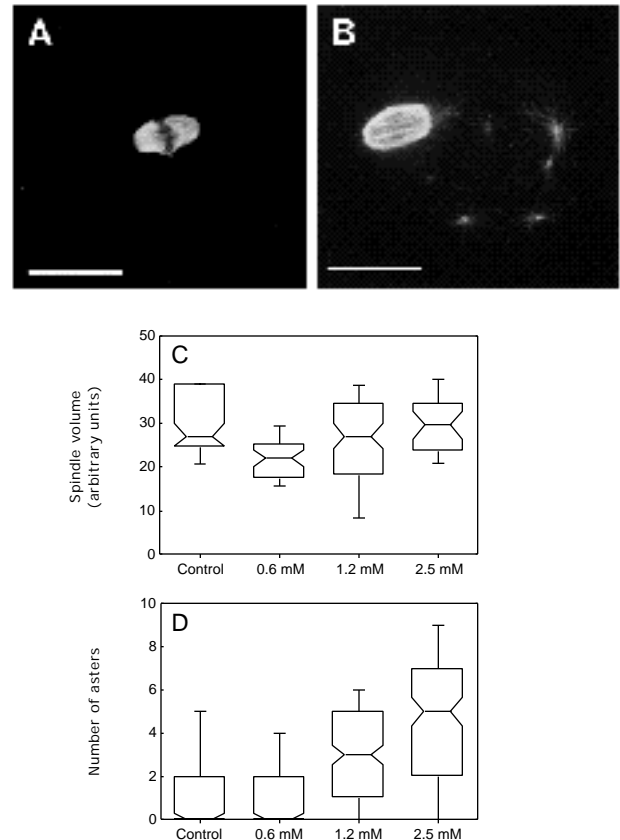 A
B
50
C
40
30
20
10
0
Spindle volume
(arbitrary units)
Control 0.6 mM 1.2 mM 2.5 mM
10
D
8
6
4
2
0
Number of asters
Control 0.6 mM 1.2 mM 2.5 mM